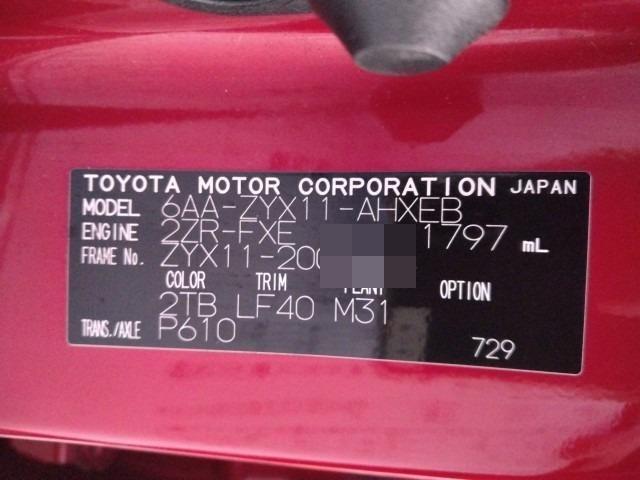 TOYOTA MOTOR CORPORATION JAPAN
MODEL 6AA-ZYX11-AHXEB
ENGINE 2ZR-FXE 1797 mL
FRAME No. ZYX11-20
COLOR TRIM PLANT OPTION
2TB LF40 M31
TRANS./AXLE P610
729